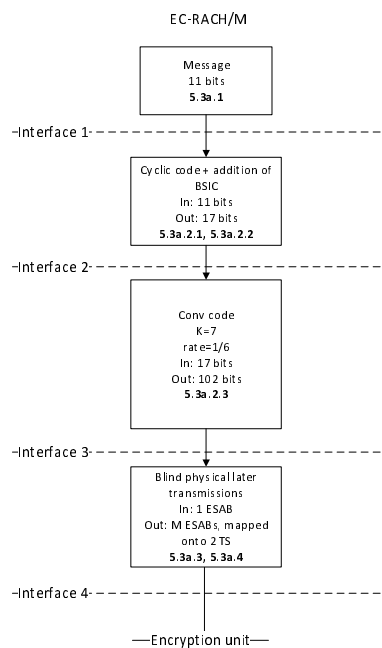 EC-RACH/M
Message
11 bits
5.3a.1
Interface 1
Cyclic code + addition of
BSIC
In: 11 bits
Out: 17 bits
5.3a.2.1, 5.3a.2.2
Interface 2
Conv code
K=7
rate=1/6
In: 17 bits
Out: 102 bits
5.3a.2.3
Interface 3
Blind physical later
transmissions
In: 1 ESAB
Out: M ESABs, mapped
onto 2 TS
5.3a.3, 5.3a.4
Interface 4
Encryption unit